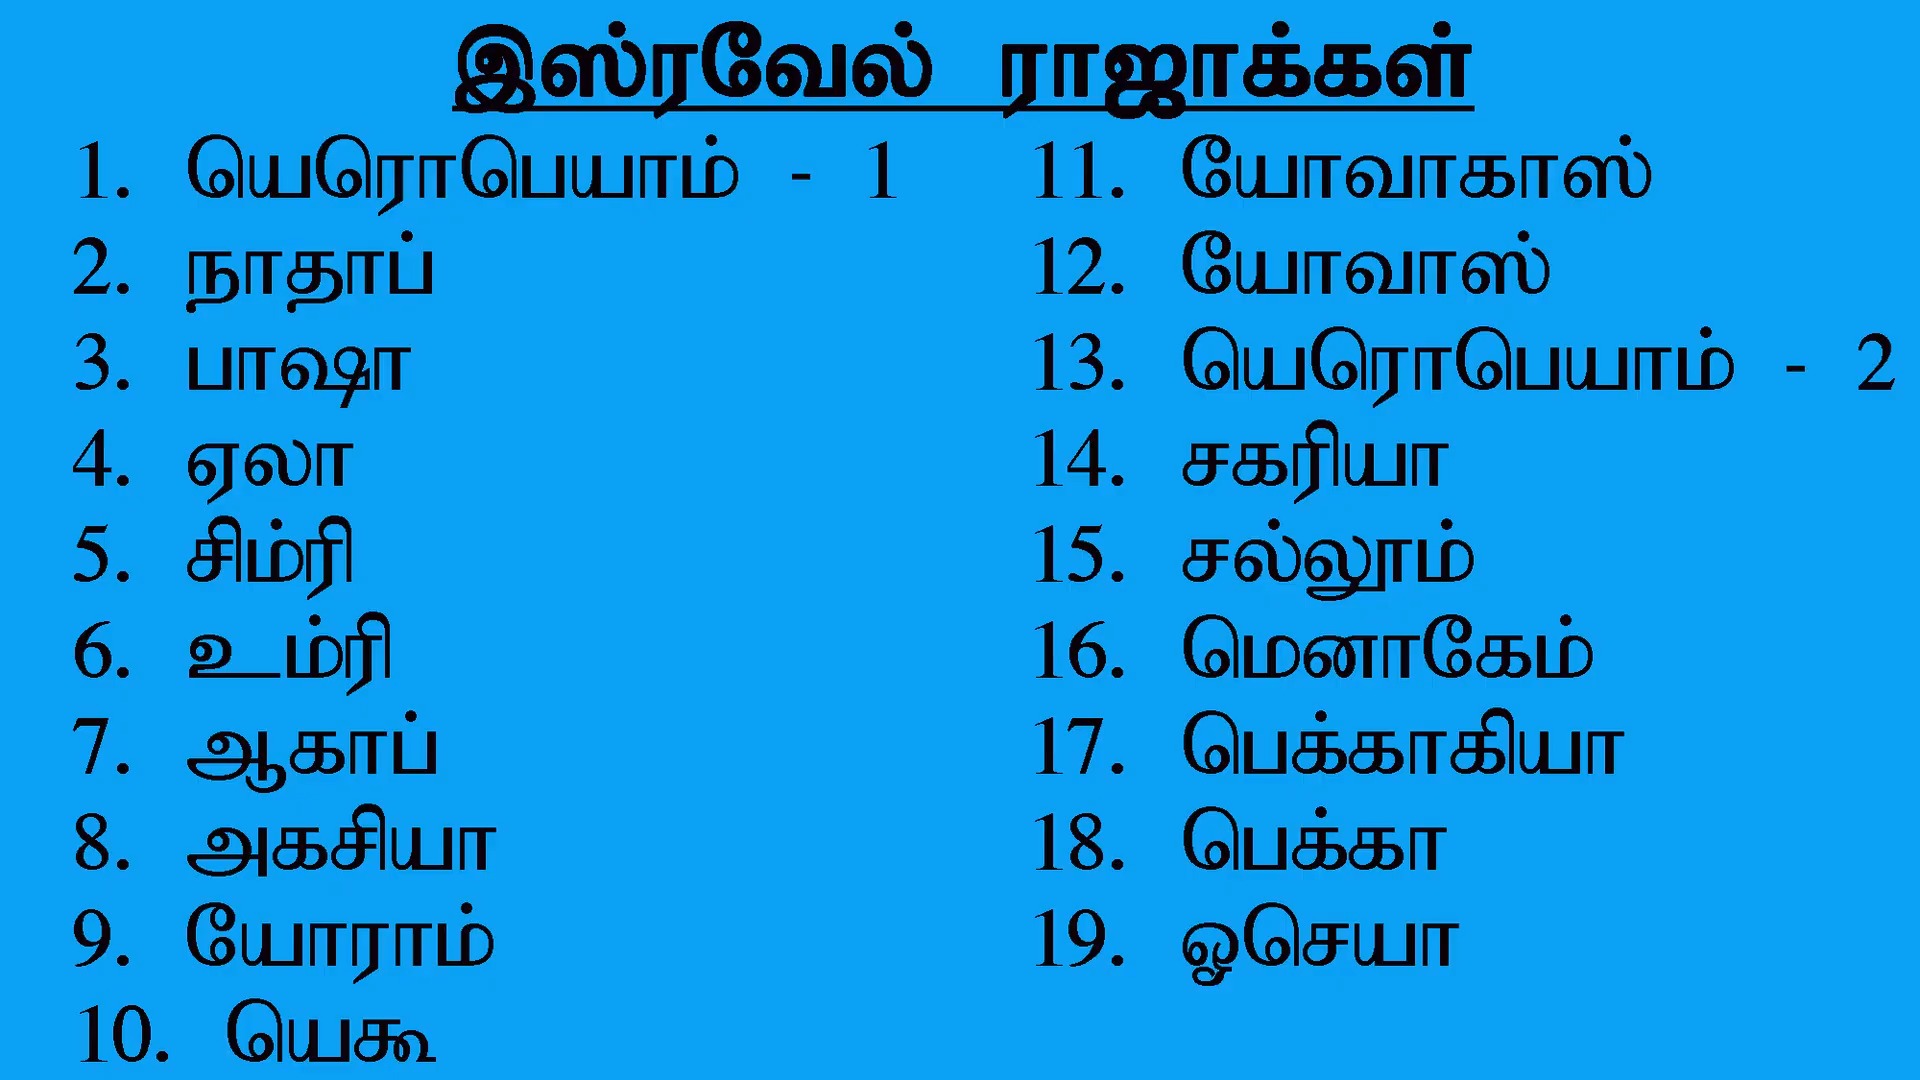 இஸ்ரவேல் ராஜாக்கள்
1. யெரொபெயாம் - 1
2. நாதாப்
3. பாஷா
4. ஏலா
5. சிம்ரி
6. உம்ரி
7. ஆகாப்
8. அகசியா
9. யோராம்
10. யெகூ
11. யோவாகாஸ்
12. யோவாஸ்
13. யெரொபெயாம் - 2
14. சகரியா
15. சல்லூம்
16. மெனாகேம்
17. பெக்காகியா
18. பெக்கா
19. ஓசெயா